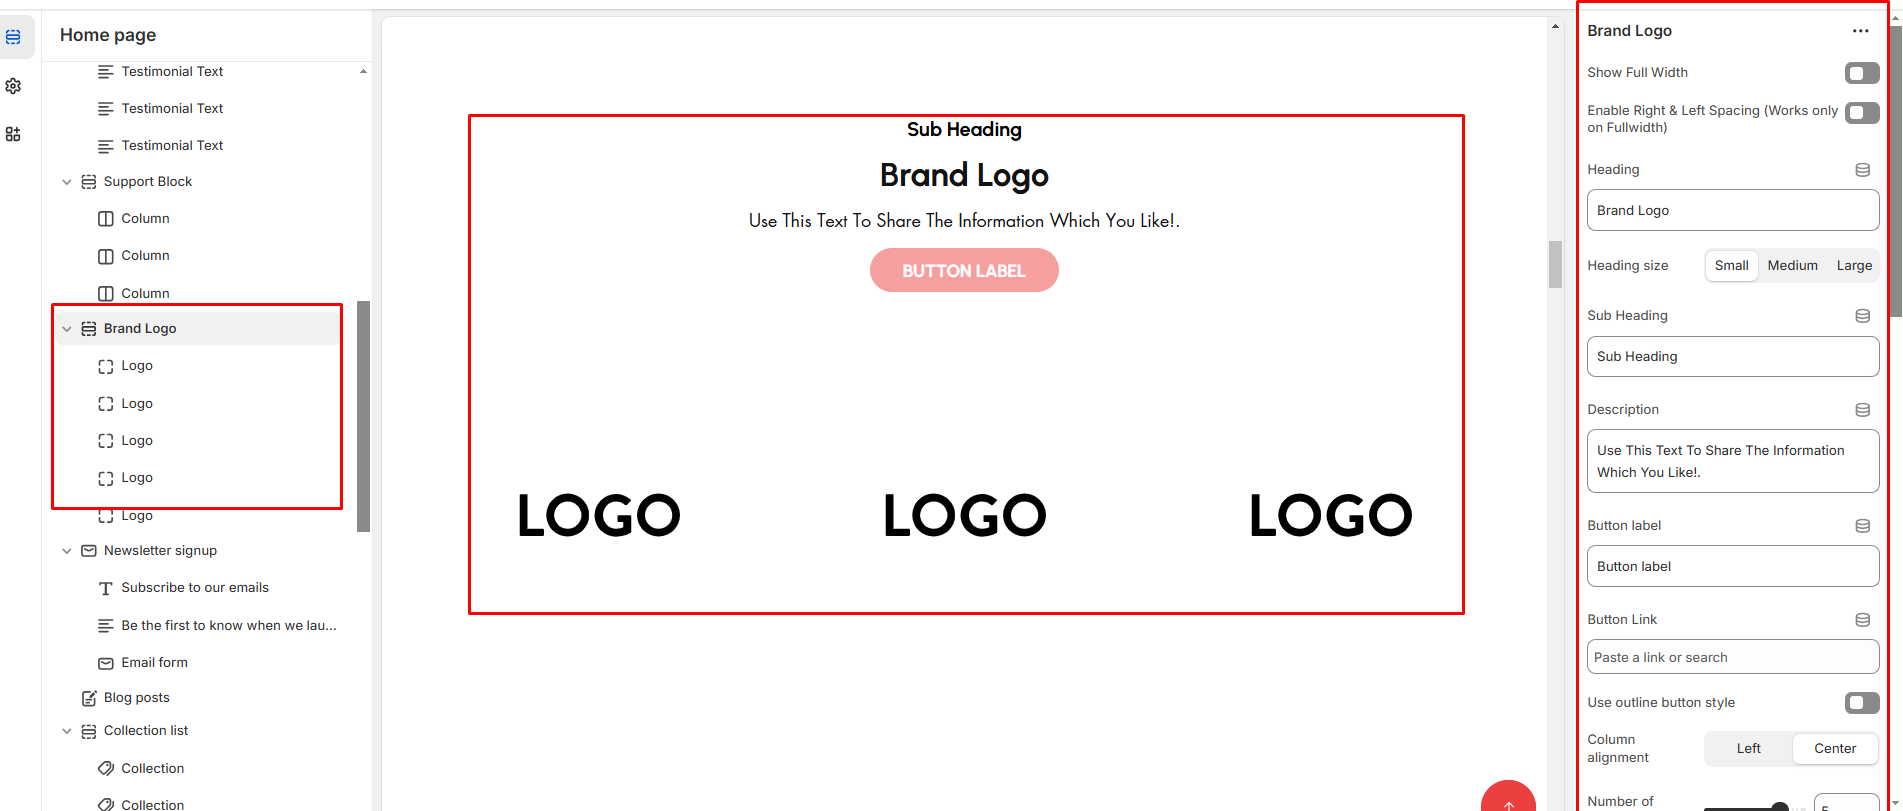 Home page
Testimonial Text
Testimonial Text
Testimonial Text
Support Block
Column
Column
Column
Brand Logo
Logo
Logo
Logo
Logo
Logo
Newsletter signup
Subscribe to our emails
Be the first to know when we lau...
Email form
Blog posts
Collection list
Collection
Collection
Sub Heading
Brand Logo
Use This Text To Share The Information Which You Like!.
BUTTON LABEL
LOGO LOGO LOGO
Brand Logo
Show Full Width
Enable Right & Left Spacing (Works only
on Fullwidth)
Heading
Brand Logo
Heading size Small Medium Large
Sub Heading
Sub Heading
Description
Use This Text To Share The Information
Which You Like!.
Button label
Button label
Button Link
Paste a link or search
Use outline button style
Column
alignment
Left Center
Number of
5